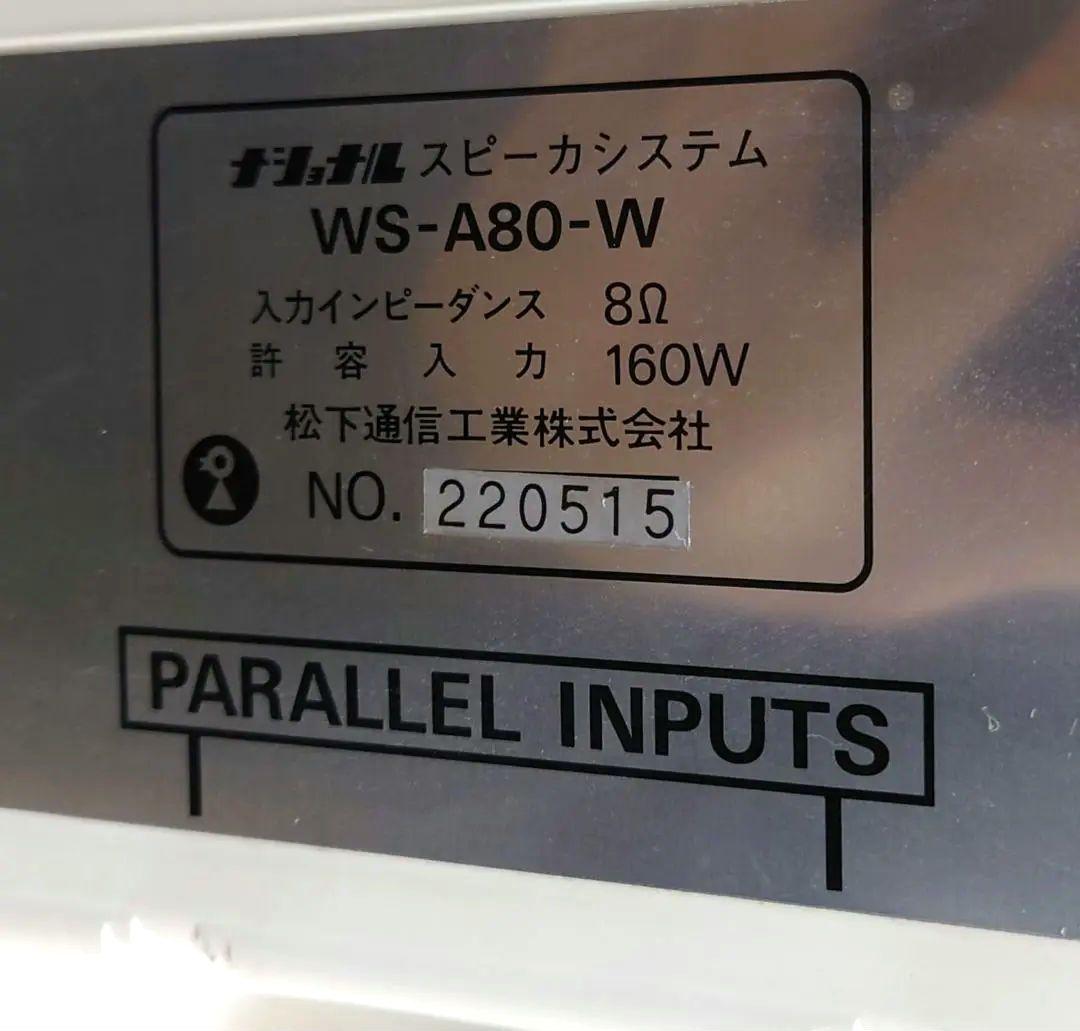 ナショナル スピーカシステム
WS-A80-W
入力インピーダンス 8Ω
許容入力 160W
松下通信工業株式会社
NO. 220515
PARALLEL INPUTS